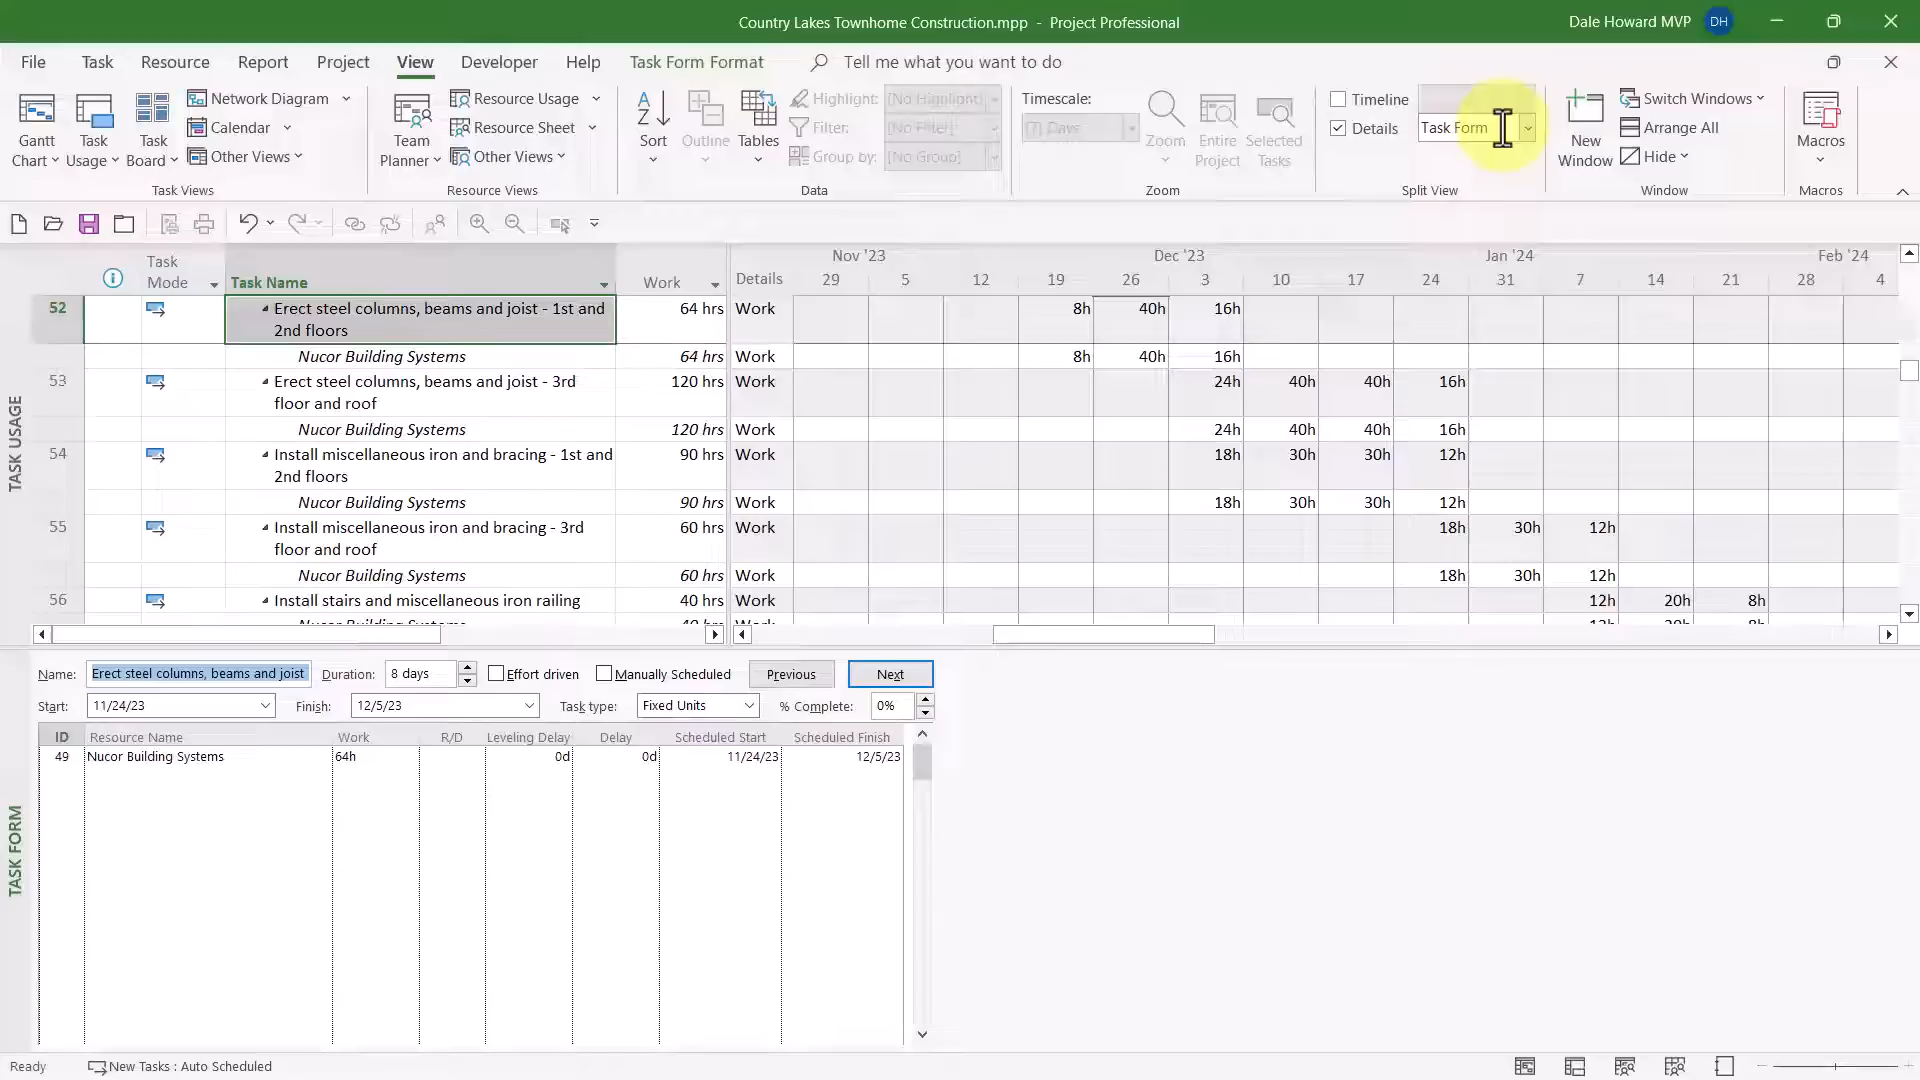 Country Lakes Townhome Construction.mpp - Project Professional
Dale Howard MVP DH
File Task Resource Report Project View Developer Help Task Form Format Tell me what you want to do
Gantt Chart
Task Usage
Task Board
Network Diagram
Calendar
Other Views
Task Views
Team Planner
Resource Usage
Resource Sheet
Other Views
Resource Views
Sort
Outline
Tables
Highlight: [No Highlight]
Filter: [No Filter]
Group by: [No Group]
Data
Timescale:
[7] Days
Zoom
Entire Project
Selected Tasks
Zoom
Timeline
Details Task Form
Split View
New Window
Switch Windows
Arrange All
Hide
Window
Macros
Macros
TASK USAGE
Task Mode Task Name Work Details
Nov '23 Dec '23 Jan '24 Feb '24
29 5 12 19 26 3 10 17 24 31 7 14 21 28 4
52 Erect steel columns, beams and joist - 1st and 64 hrs Work 8h 40h 16h
2nd floors
Nucor Building Systems 64 hrs Work 8h 40h 16h
53 Erect steel columns, beams and joist - 3rd 120 hrs Work 24h 40h 40h 16h
floor and roof
Nucor Building Systems 120 hrs Work 24h 40h 40h 16h
54 Install miscellaneous iron and bracing - 1st and 90 hrs Work 18h 30h 30h 12h
2nd floors
Nucor Building Systems 90 hrs Work 18h 30h 30h 12h
55 Install miscellaneous iron and bracing - 3rd 60 hrs Work 18h 30h 12h
floor and roof
Nucor Building Systems 60 hrs Work 18h 30h 12h
56 Install stairs and miscellaneous iron railing 40 hrs Work 12h 20h 8h
TASK FORM
Name: Erect steel columns, beams and joist Duration: 8 days Effort driven Manually Scheduled Previous Next
Start: 11/24/23 Finish: 12/5/23 Task type: Fixed Units % Complete: 0%
ID Resource Name Work R/D Leveling Delay Delay Scheduled Start Scheduled Finish
49 Nucor Building Systems 64h 0d 0d 11/24/23 12/5/23
Ready New Tasks : Auto Scheduled